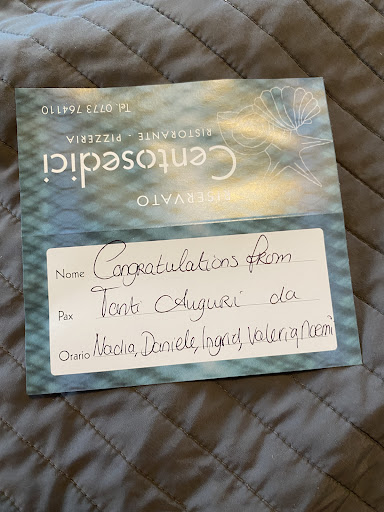 Tel. 0773 764110
RISTORANTE - PIZZERIA
Centosedici
RISERVATO
Nome Congratulations from
Pax Tanti Auguri da
Orario Nadia, Daniele, Ingrid, Valeria, Noemi